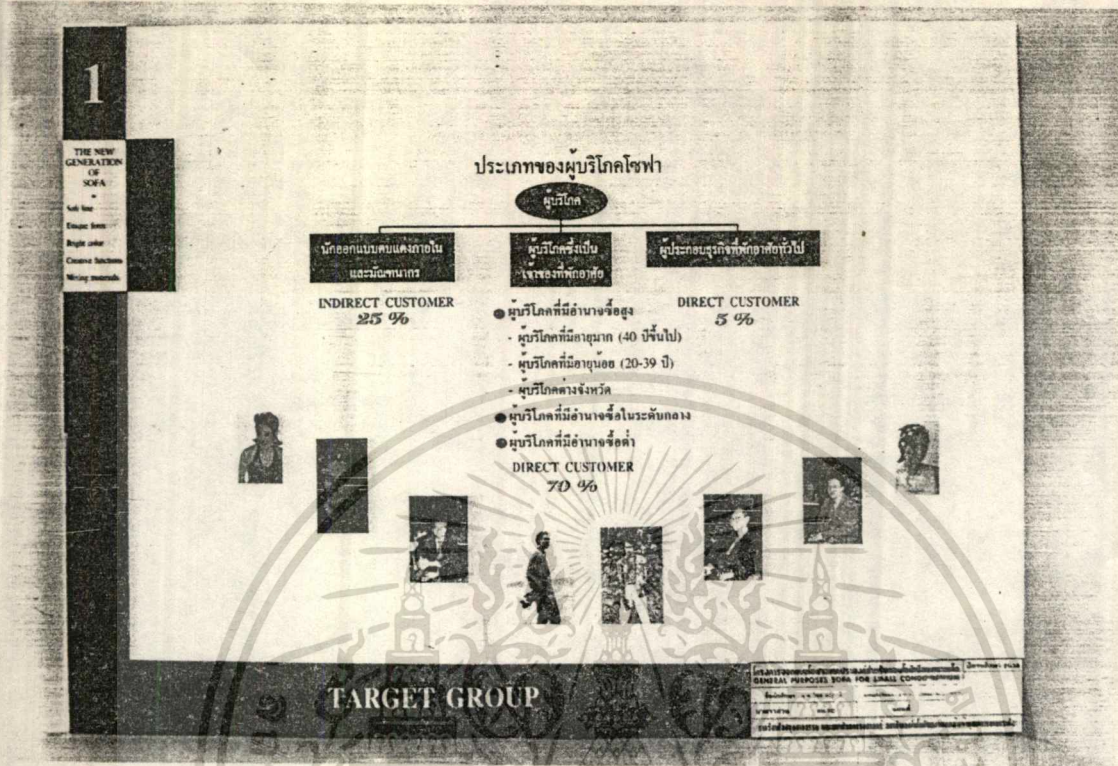 1
THE NEW
GENERATION
OF
SOFA
Soft line
Unique form
Bright color
Creative functions
Mixing materials
ประเภทของผู้บริโภคโซฟา
ผู้บริโภค
นักออกแบบตบแต่งภายใน
และมัณฑนากร
INDIRECT CUSTOMER
25 %
ผู้บริโภคซึ่งเป็น
เจ้าของที่พักอาศัย
● ผู้บริโภคที่มีอำนาจซื้อสูง
- ผู้บริโภคที่มีอายุมาก (40 ปีขึ้นไป)
- ผู้บริโภคที่มีอายุน้อย (20-39 ปี)
- ผู้บริโภคต่างจังหวัด
● ผู้บริโภคที่มีอำนาจซื้อในระดับกลาง
● ผู้บริโภคที่มีอำนาจซื้อต่ำ
DIRECT CUSTOMER
70 %
ผู้ประกอบธุรกิจที่พักอาศัยทั่วไป
DIRECT CUSTOMER
5 %
TARGET GROUP
GENERAL PURPOSES SOFA FOR SMALL CONDO